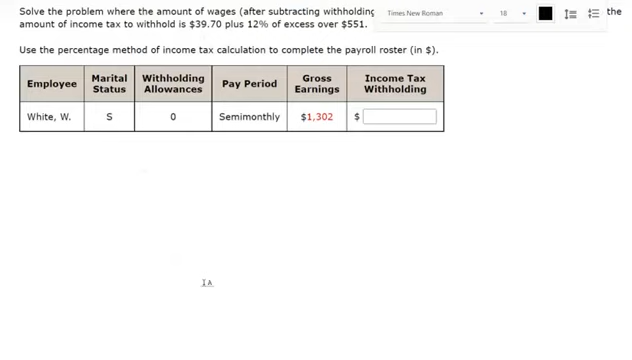 Solve the problem where the amount of wages (after subtracting withholding
Times New Roman 18
the
amount of income tax to withhold is $39.70 plus 12% of excess over $551.
Use the percentage method of income tax calculation to complete the payroll roster (in $).
Employee Marital Status Withholding Allowances Pay Period Gross Earnings Income Tax Withholding
White, W. S 0 Semimonthly $1,302 $